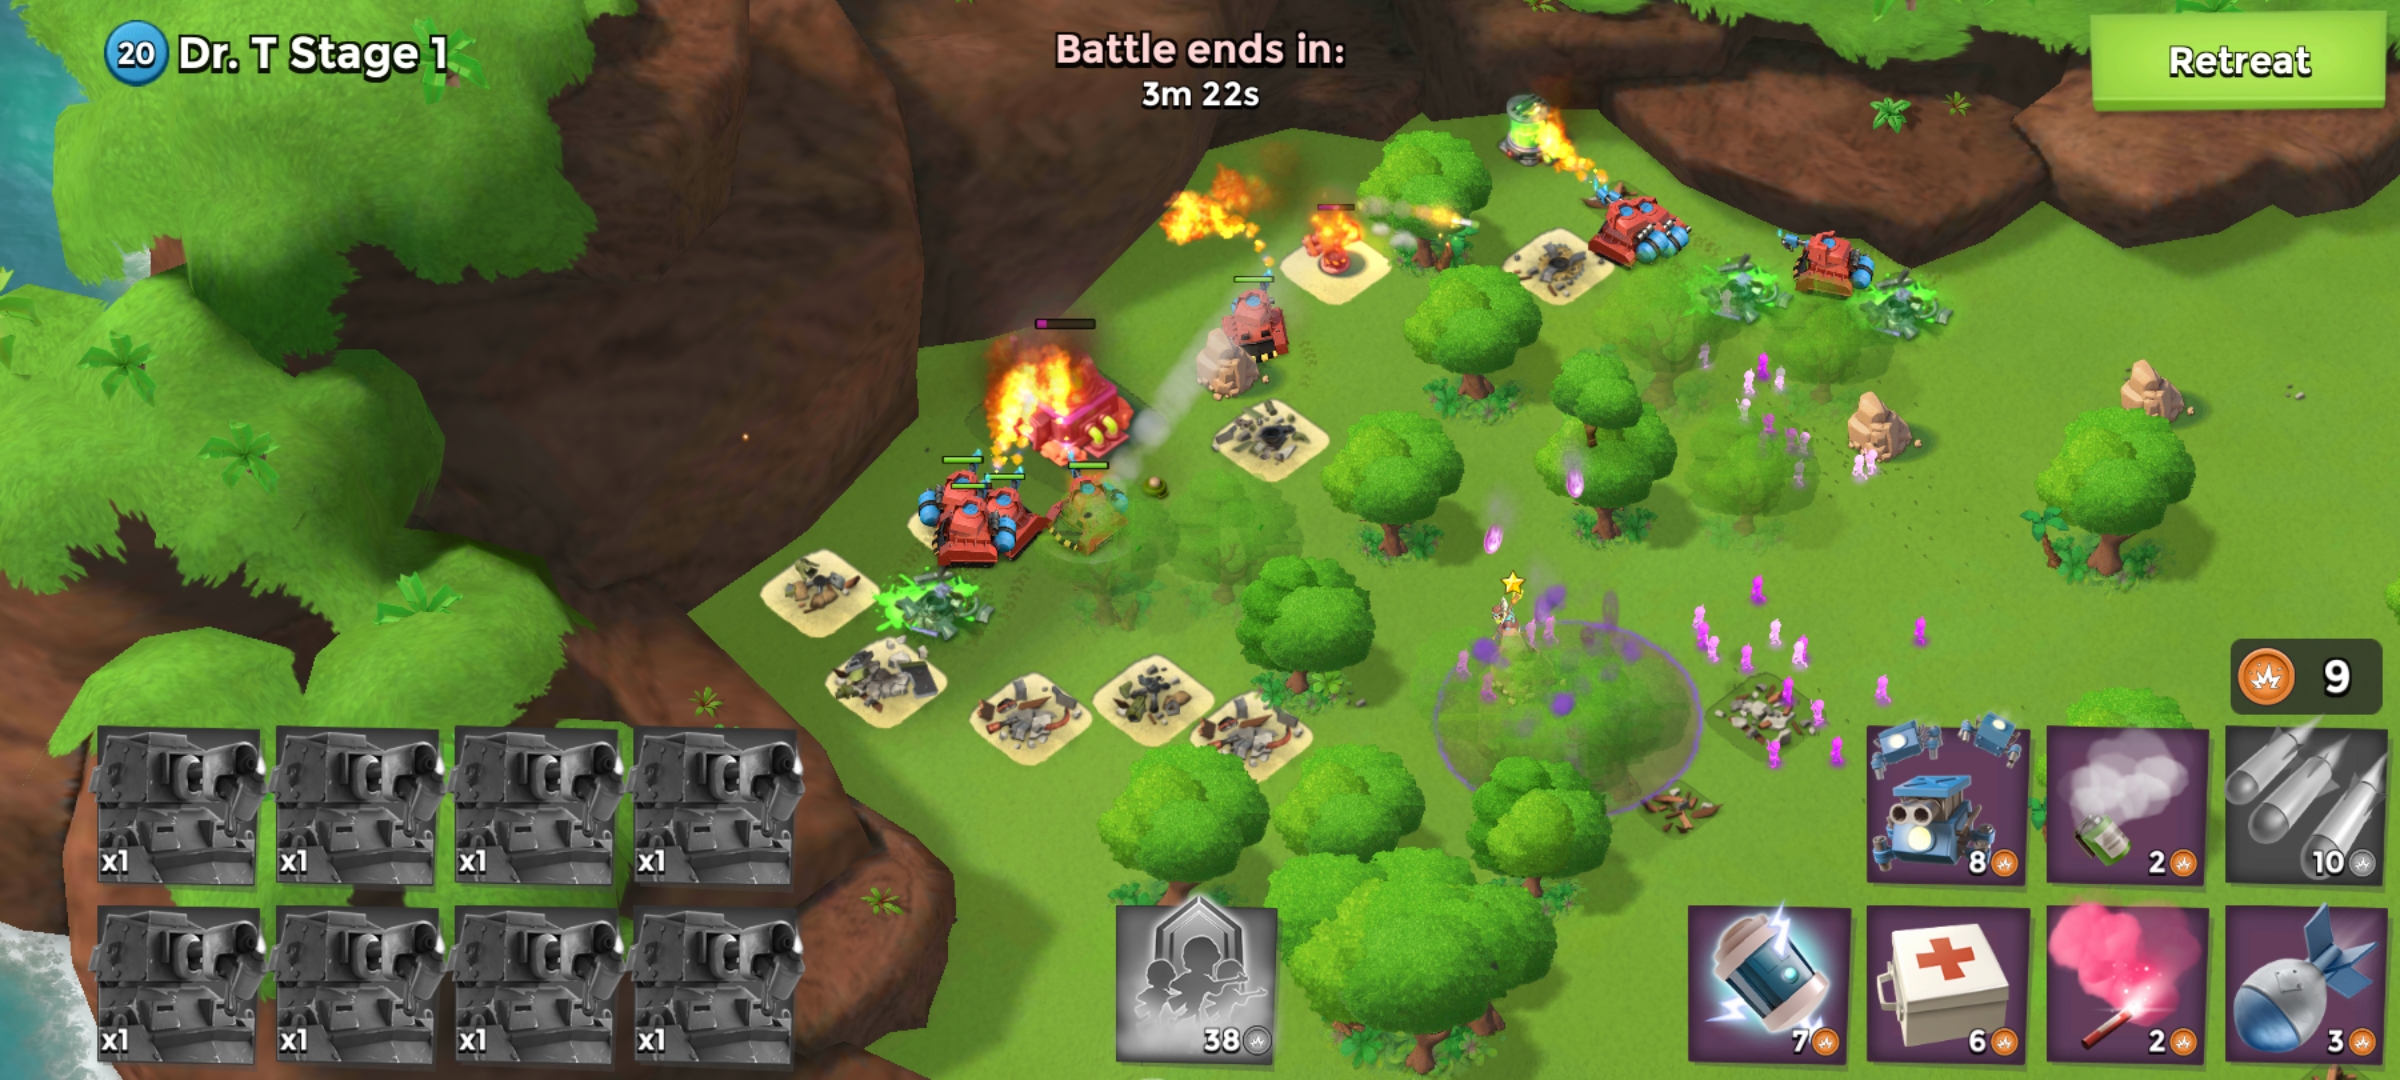 20 Dr. T Stage 1
Battle ends in:
3m 22s
Retreat
9
x1 x1 x1 x1
8 2 10
x1 x1 x1 x1
38 7 6 2 3